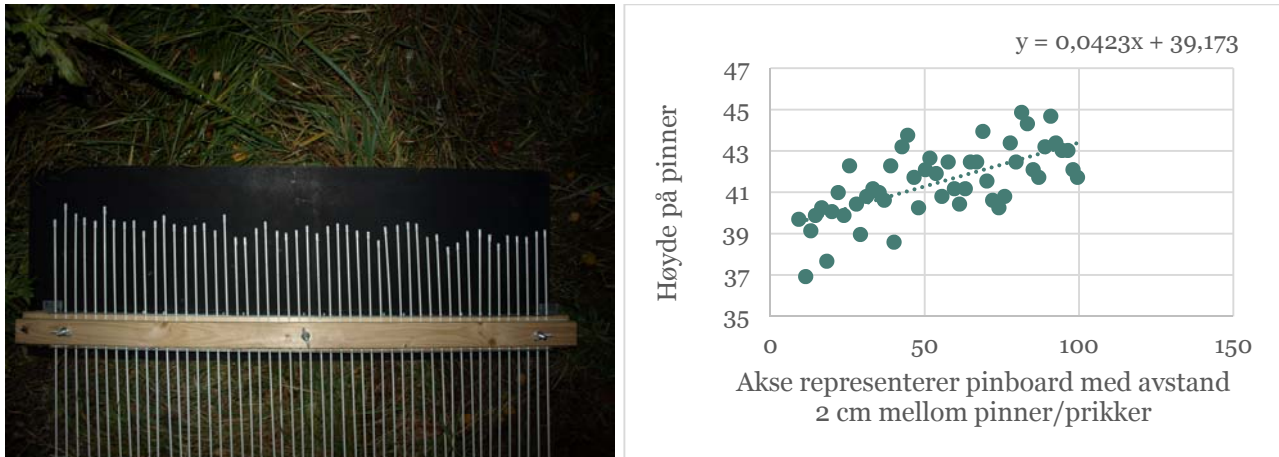 y = 0,0423x + 39,173
47
45
43
41
39
37
35
Høyde på pinner
0
50
100
150
Akse representerer pinboard med avstand
2 cm mellom pinner/prikker